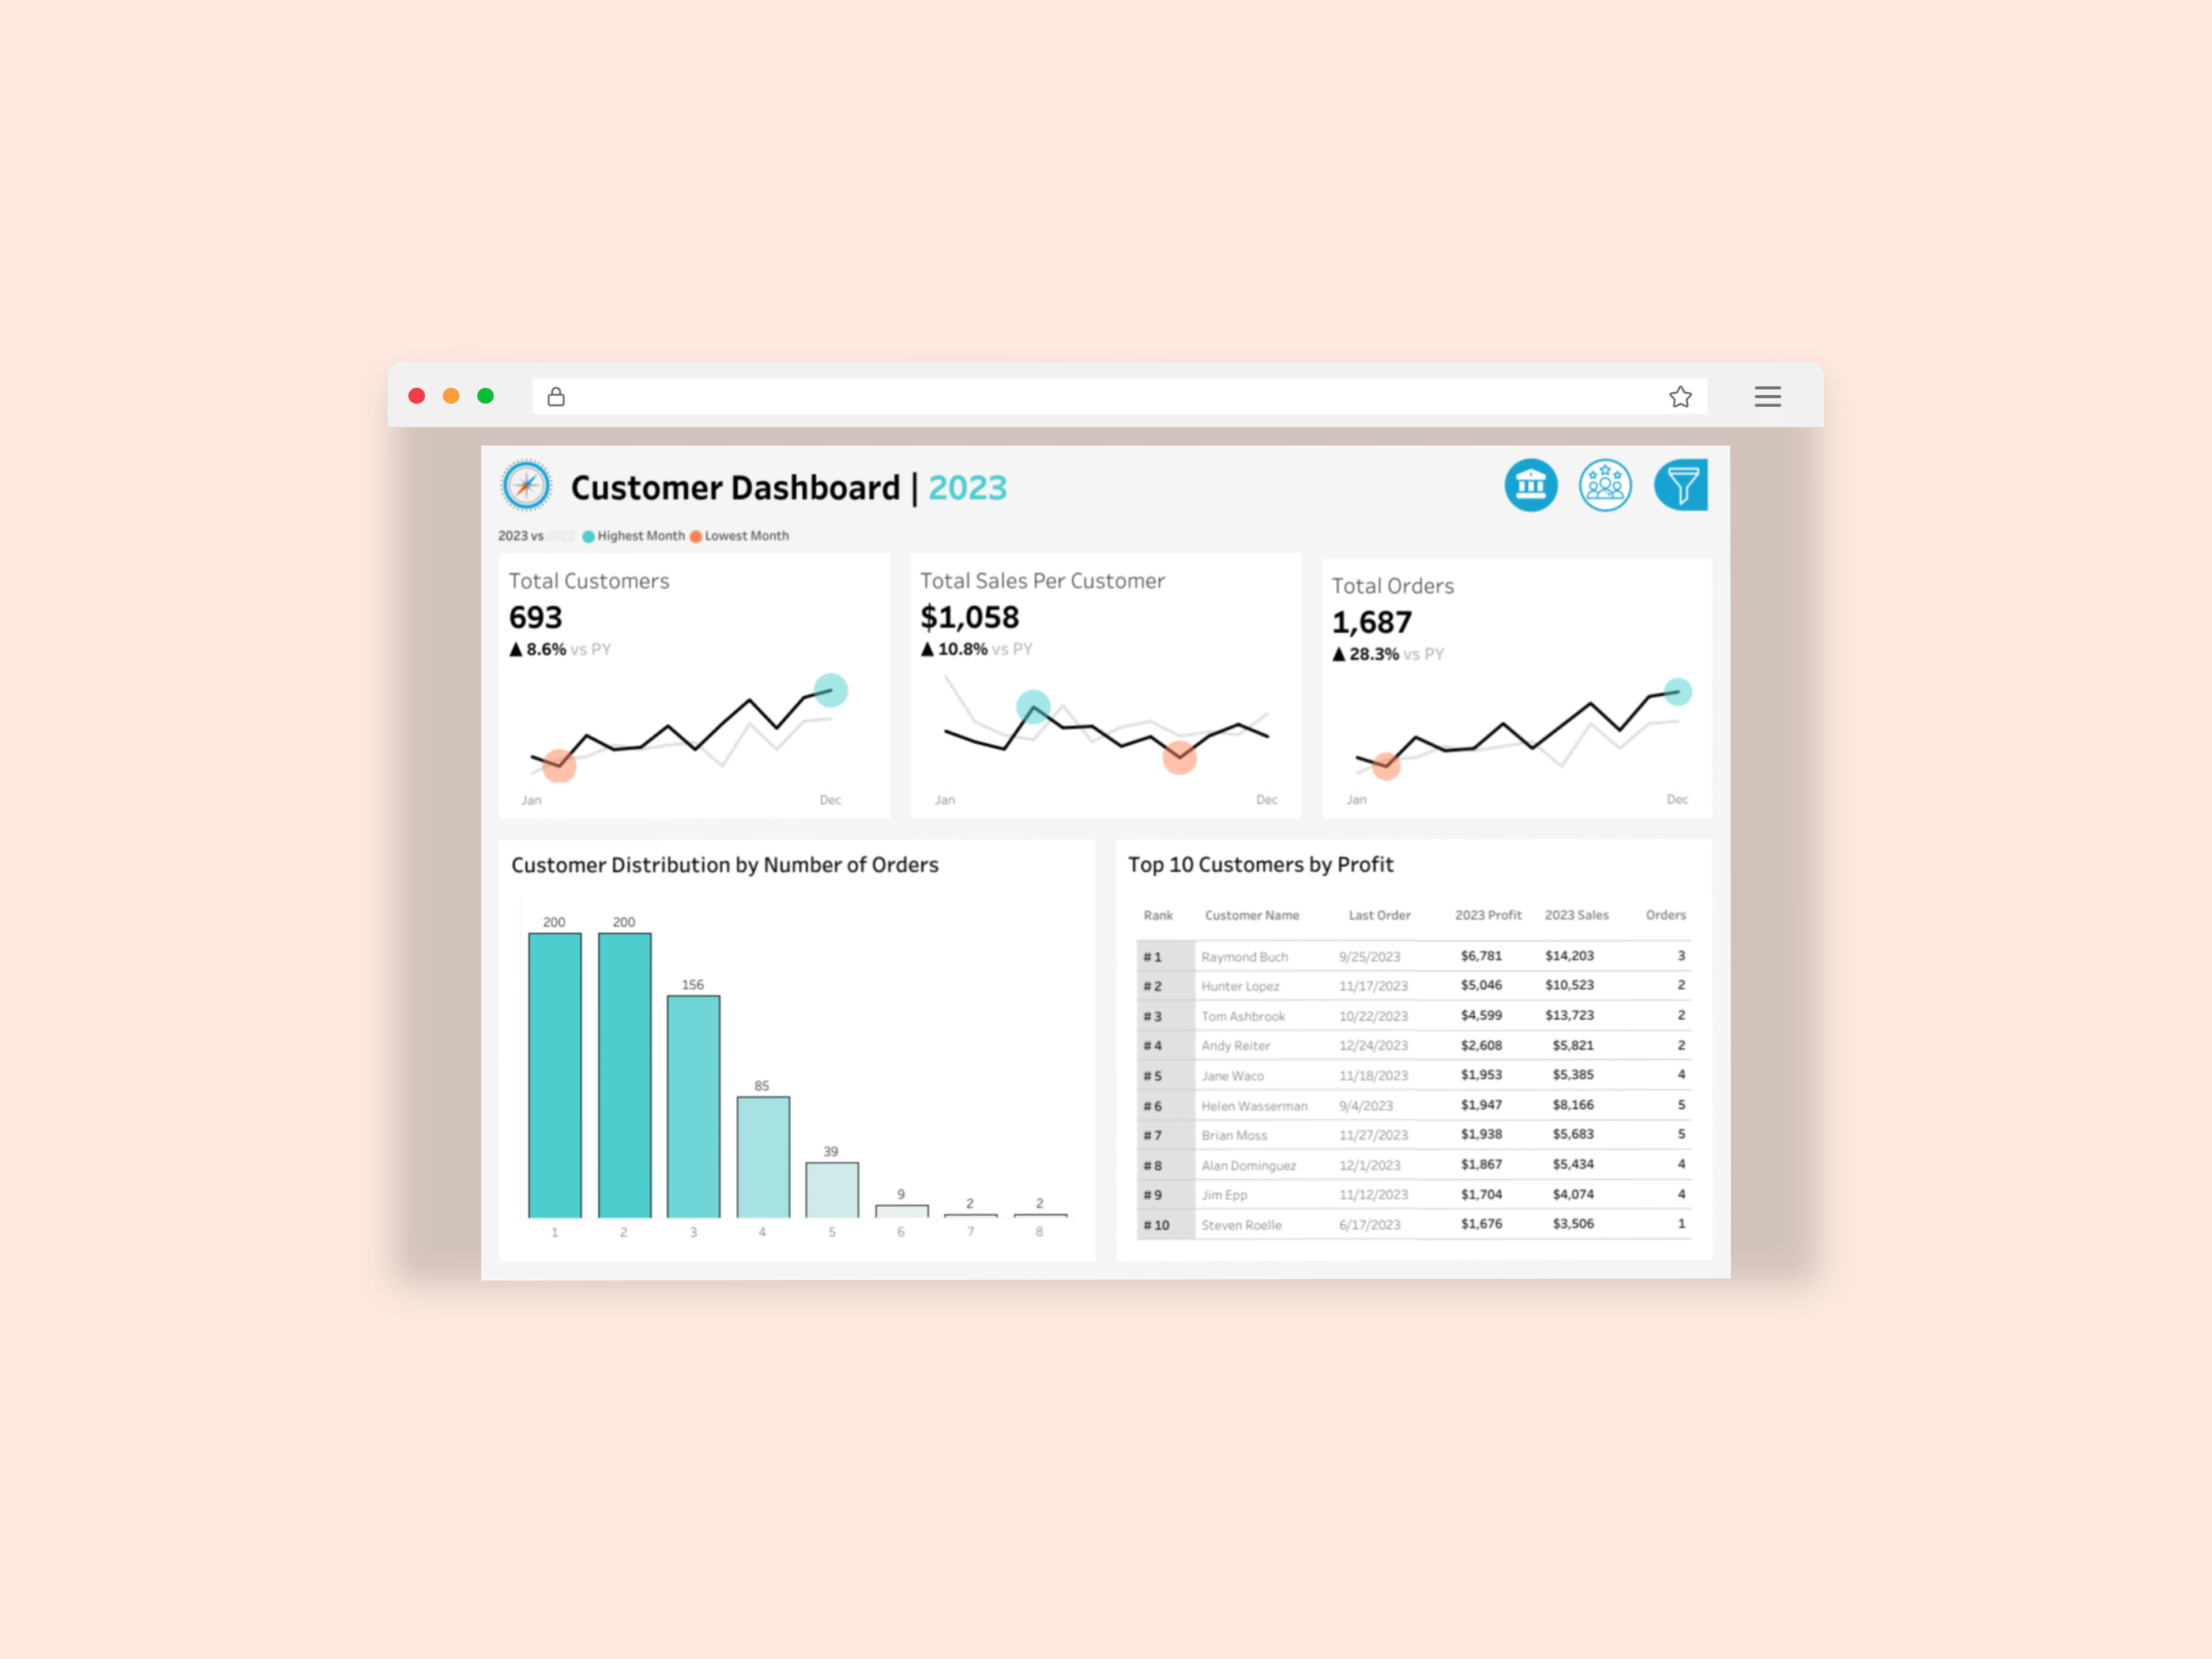 Customer Dashboard | 2023
2023 vs 2022 Highest Month Lowest Month
Total Customers
693
▲ 8.6% vs PY
Jan Dec
Total Sales Per Customer
$1,058
▲ 10.8% vs PY
Jan Dec
Total Orders
1,687
▲ 28.3% vs PY
Jan Dec
Customer Distribution by Number of Orders
200 200 156 85 39 9 2 2
1 2 3 4 5 6 7 8
Top 10 Customers by Profit
Rank Customer Name Last Order 2023 Profit 2023 Sales Orders
# 1 Raymond Buch 9/25/2023 $6,781 $14,203 3
# 2 Hunter Lopez 11/17/2023 $5,046 $10,523 2
# 3 Tom Ashbrook 10/22/2023 $4,599 $13,723 2
# 4 Andy Reiter 12/24/2023 $2,608 $5,821 2
# 5 Jane Waco 11/18/2023 $1,953 $5,385 4
# 6 Helen Wasserman 9/4/2023 $1,947 $8,166 5
# 7 Brian Moss 11/27/2023 $1,938 $5,683 5
# 8 Alan Dominguez 12/1/2023 $1,867 $5,434 4
# 9 Jim Epp 11/12/2023 $1,704 $4,074 4
# 10 Steven Roelle 6/17/2023 $1,676 $3,506 1